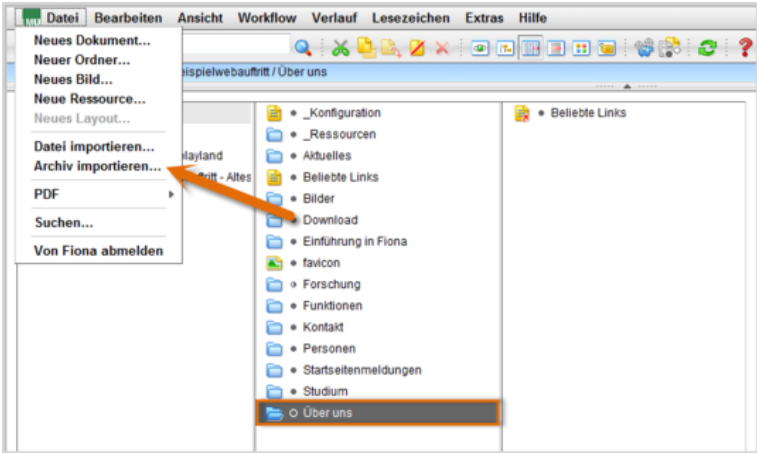 MD Datei Bearbeiten Ansicht Workflow Verlauf Lesezeichen Extras Hilfe
Neues Dokument...
Neuer Ordner...
Neues Bild...
Neue Ressource...
Neues Layout...
Datei importieren...
Archiv importieren...
PDF
Suchen...
Von Fiona abmelden
?
eispielwebauftritt / Über uns
layland
ftritt - Altes
_Konfiguration
_Ressourcen
Aktuelles
Beliebte Links
Bilder
Download
Einführung in Fiona
favicon
Forschung
Funktionen
Kontakt
Personen
Startseitenmeldungen
Studium
Über uns
Beliebte Links